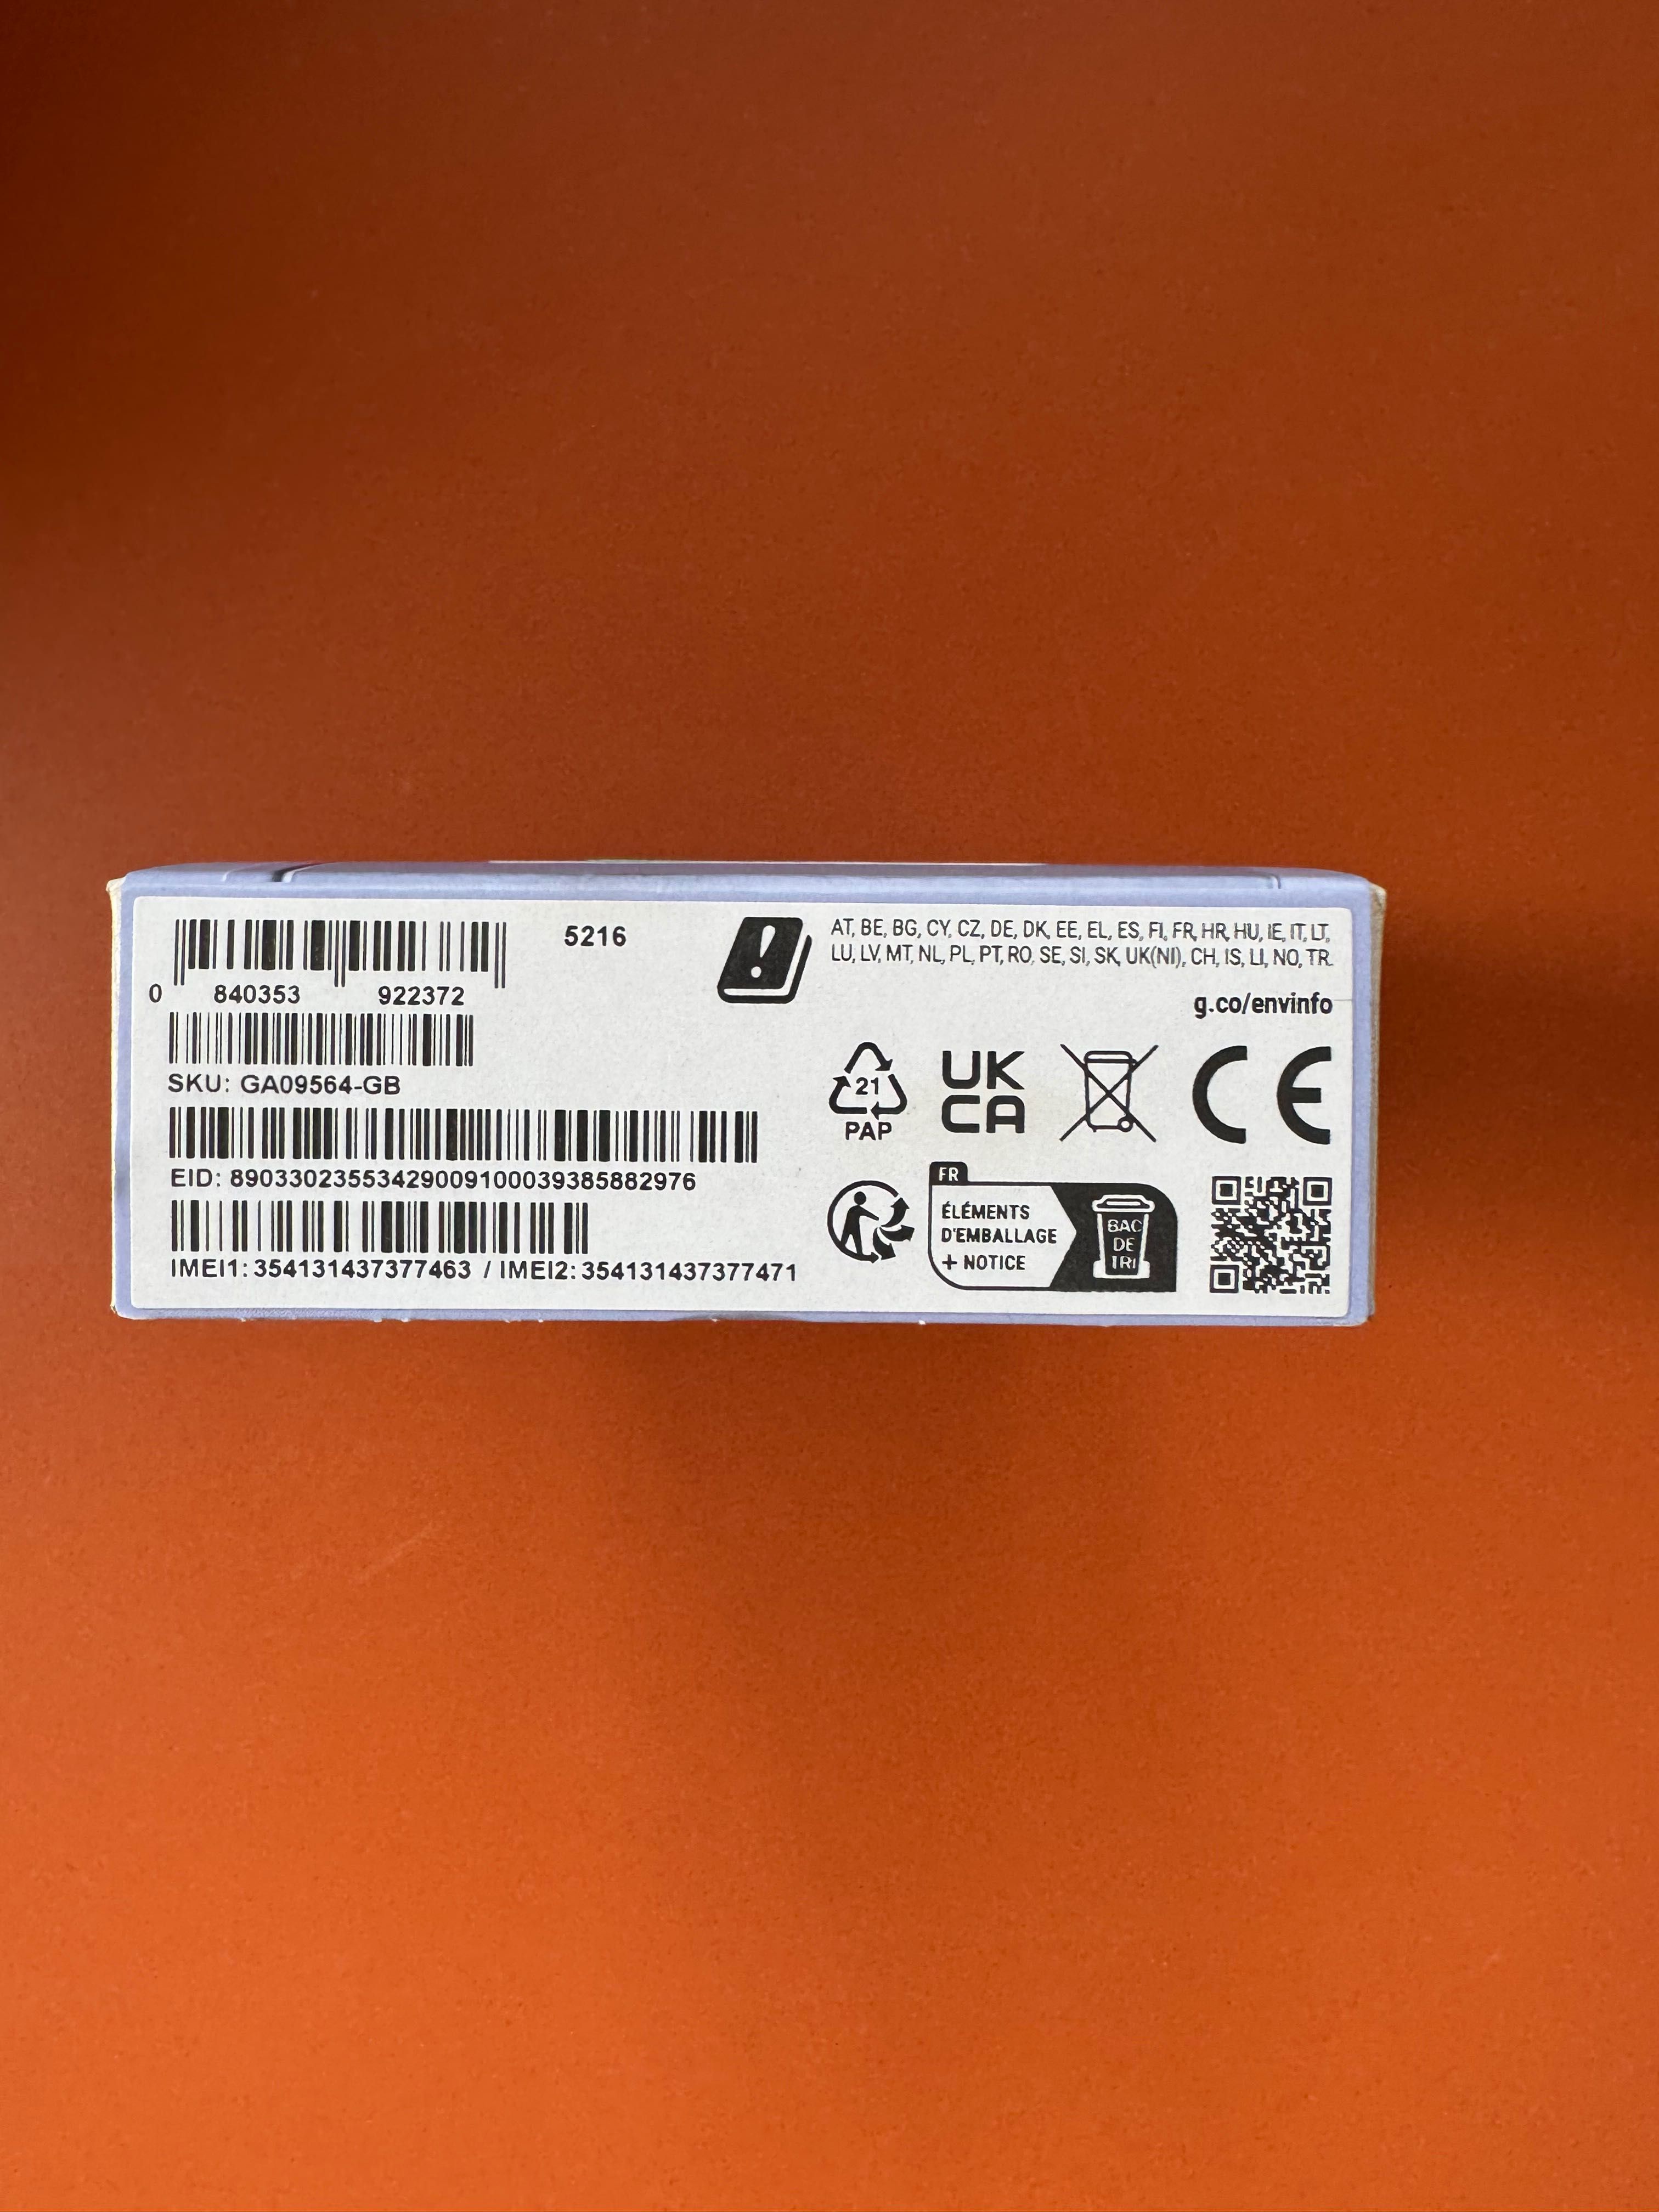 5216
0 840353 922372
SKU: GA09564-GB
EID: 89033023553429009100039385882976
IMEI1: 354131437377463 / IMEI2: 354131437377471
AT, BE, BG, CY, CZ, DE, DK, EE, EL, ES, FI, FR, HR, HU, IE, IT, LT,
LU, LV, MT, NL, PL, PT, RO, SE, SI, SK, UK(NI), CH, IS, LI, NO, TR.
g.co/envinfo
21
PAP
UK
CA
CE
FR
ÉLÉMENTS
D'EMBALLAGE
+ NOTICE
BAC
DE
TRI